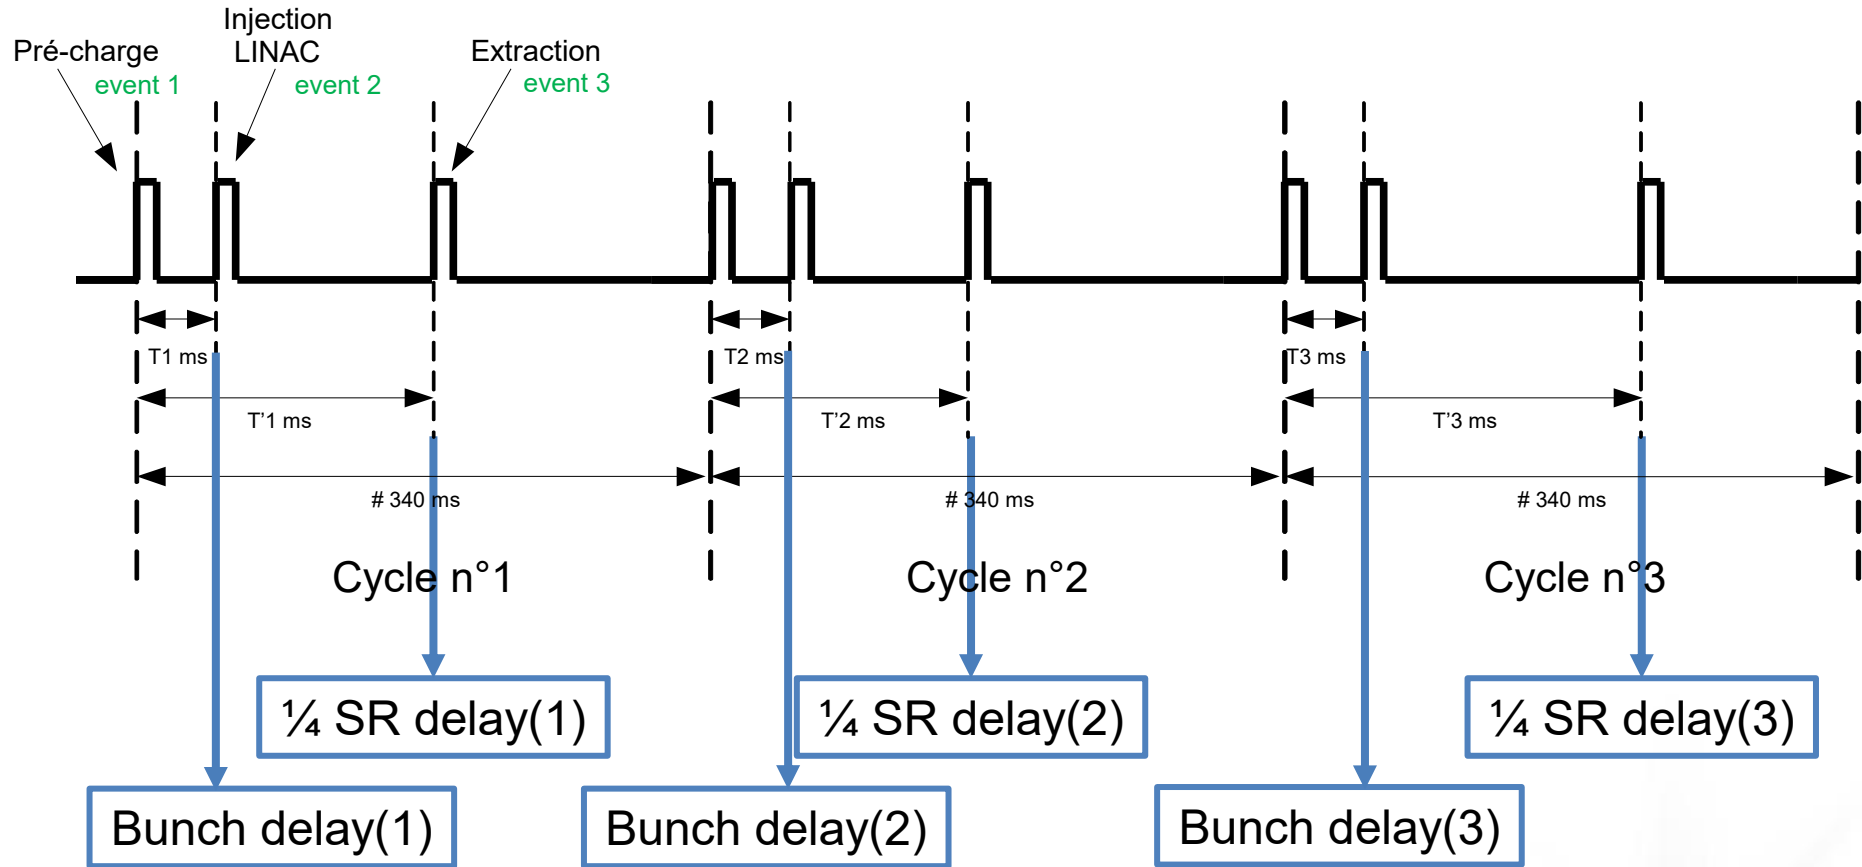 Injection
LINAC
Pré-charge
Extraction
event 1
event 2
event 3
T1 ms
T2 ms
T3 ms
T'1 ms
T'2 ms
T'3 ms
# 340 ms
# 340 ms
# 340 ms
Cycle n°1
Cycle n°2
Cycle n°3
¼ SR delay(1)
¼ SR delay(2)
¼ SR delay(3)
Bunch delay(1)
Bunch delay(2)
Bunch delay(3)